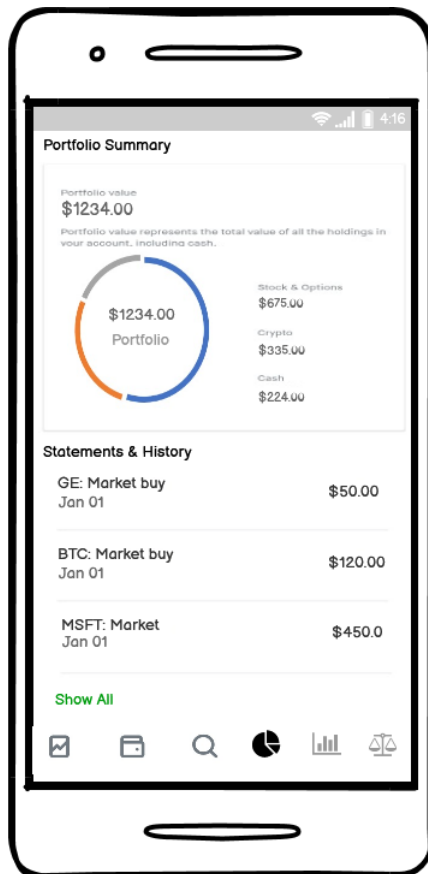 4:16
Portfolio Summary
Portfolio value
$1234.00
Portfolio value represents the total value of all the holdings in
your account, including cash.
$1234.00
Portfolio
Stock & Options
$675.00
Crypto
$335.00
Cash
$224.00
Statements & History
GE: Market buy
Jan 01
$50.00
BTC: Market buy
Jan 01
$120.00
MSFT: Market
Jan 01
$450.0
Show All